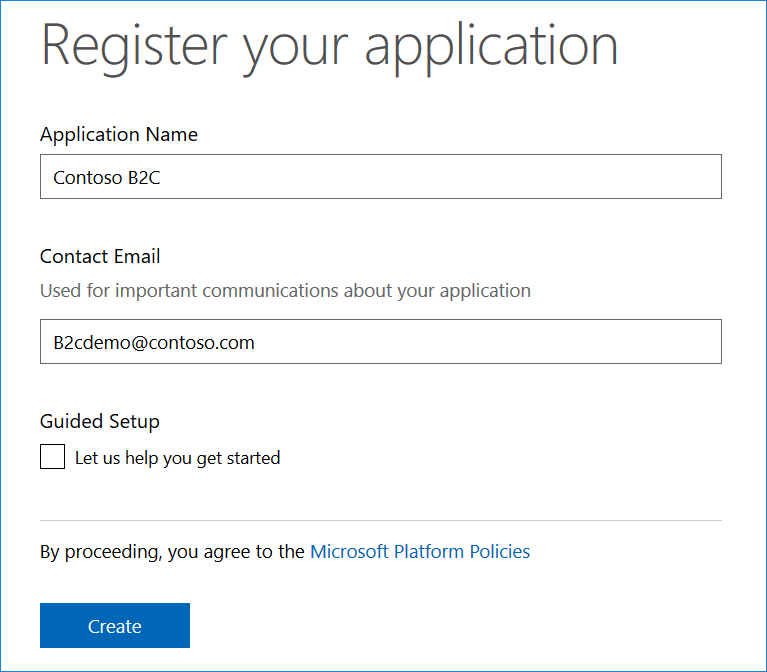 Register your application
Application Name
Contoso B2C
Contact Email
Used for important communications about your application
B2cdemo@contoso.com
Guided Setup
Let us help you get started
By proceeding, you agree to the Microsoft Platform Policies
Create